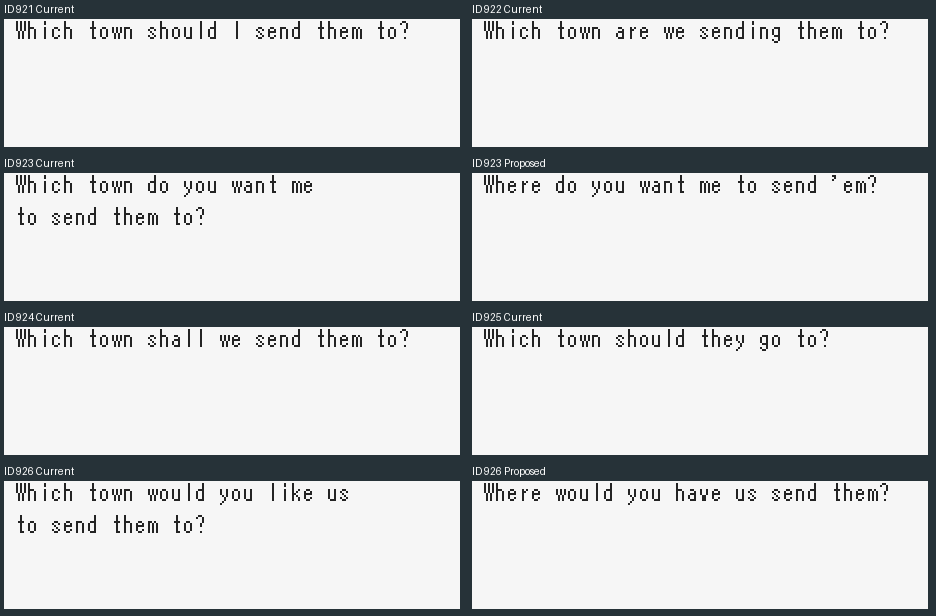 ID921 Current
Which town should I send them to?
ID922 Current
Which town are we sending them to?
ID923 Current
Which town do you want me
to send them to?
ID923 Proposed
Where do you want me to send 'em?
ID924 Current
Which town shall we send them to?
ID925 Current
Which town should they go to?
ID926 Current
Which town would you like us
to send them to?
ID926 Proposed
Where would you have us send them?